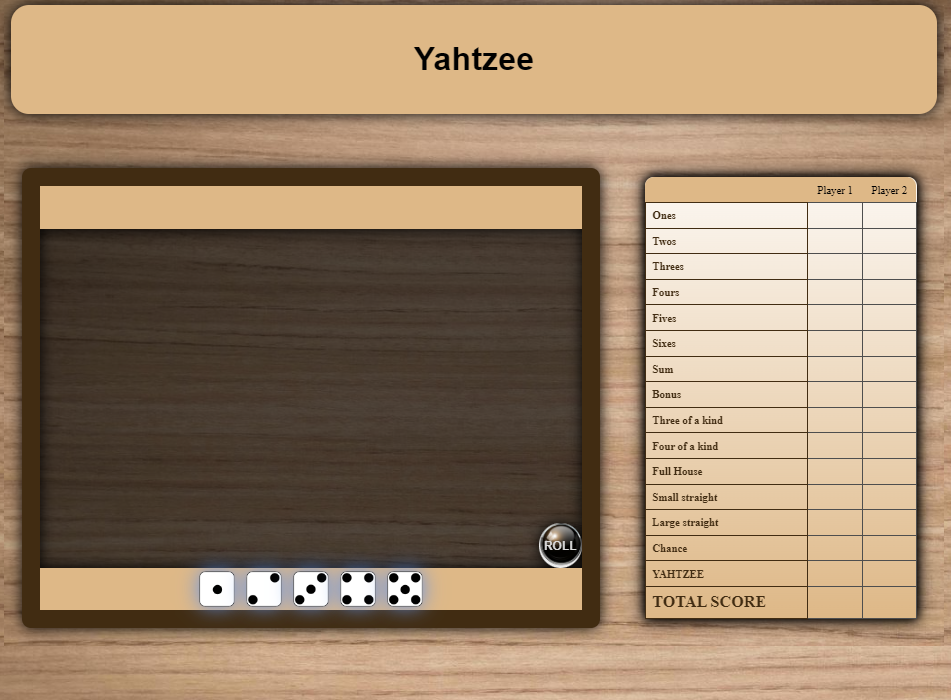 Yahtzee
Player 1 Player 2
Ones
Twos
Threes
Fours
Fives
Sixes
Sum
Bonus
Three of a kind
Four of a kind
Full House
Small straight
Large straight
Chance
YAHTZEE
TOTAL SCORE
ROLL